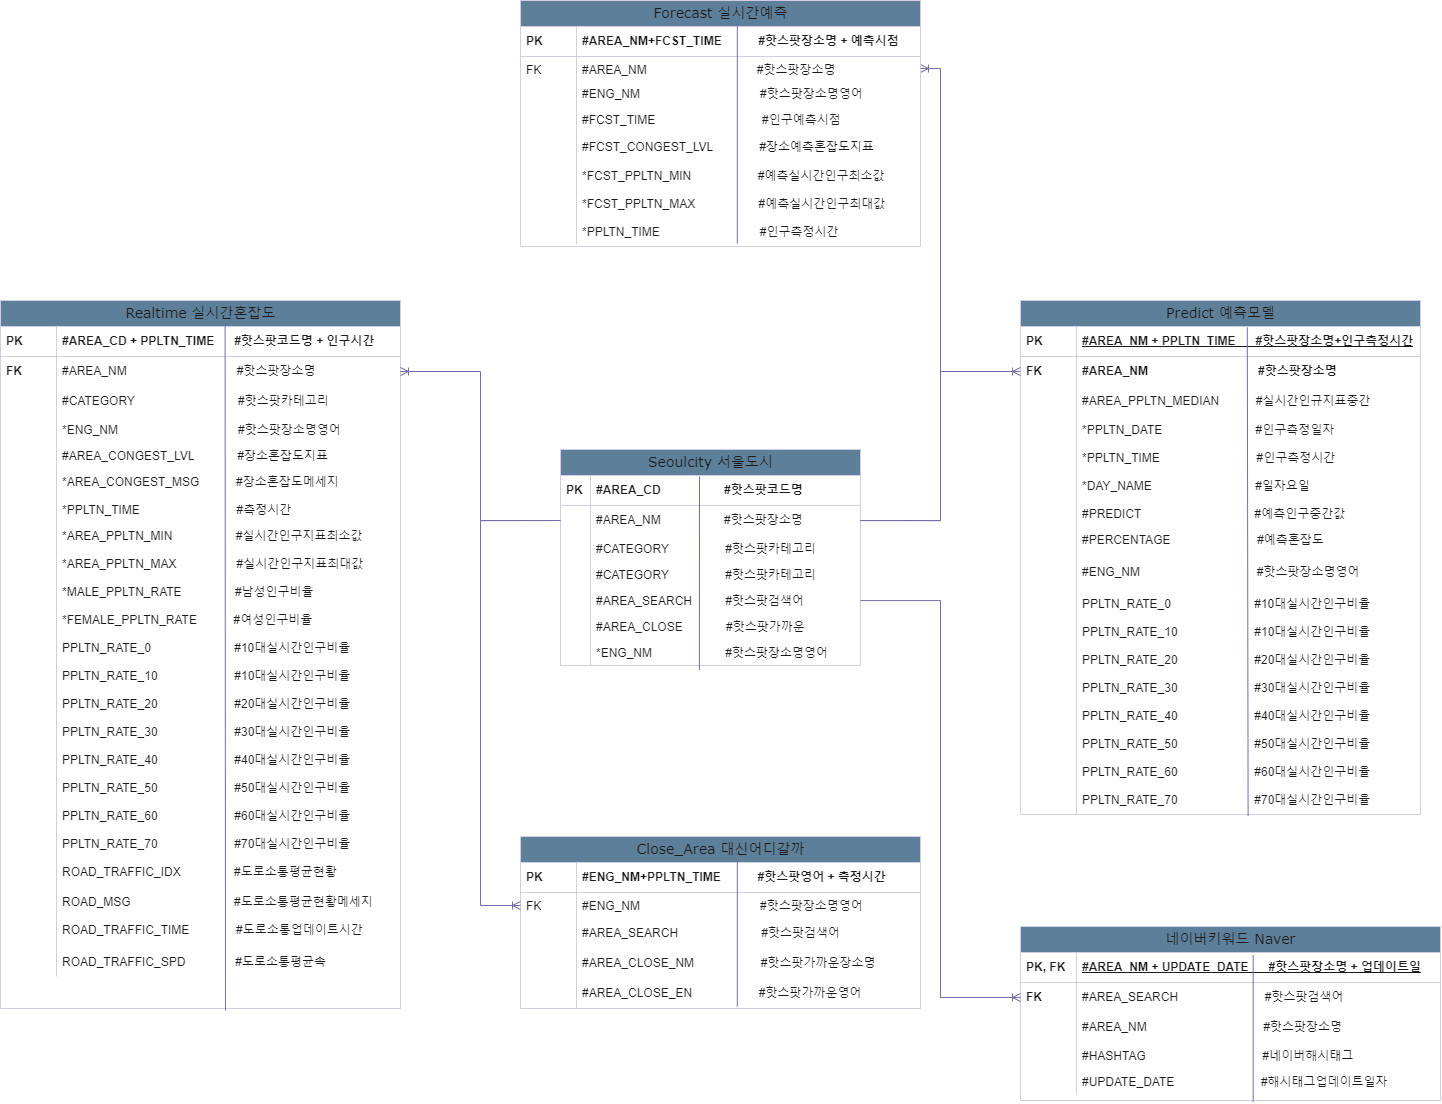 Forecast 실시간예측
PK #AREA_NM+FCST_TIME #핫스팟장소명 + 예측시점
FK #AREA_NM #핫스팟장소명
#ENG_NM #핫스팟장소명영어
#FCST_TIME #인구예측시점
#FCST_CONGEST_LVL #장소예측혼잡도지표
*FCST_PPLTN_MIN #예측실시간인구최소값
*FCST_PPLTN_MAX #예측실시간인구최대값
*PPLTN_TIME #인구측정시간
Realtime 실시간혼잡도
PK #AREA_CD + PPLTN_TIME #핫스팟코드명 + 인구시간
FK #AREA_NM #핫스팟장소명
#CATEGORY #핫스팟카테고리
*ENG_NM #핫스팟장소명영어
#AREA_CONGEST_LVL #장소혼잡도지표
*AREA_CONGEST_MSG #장소혼잡도메세지
*PPLTN_TIME #측정시간
*AREA_PPLTN_MIN #실시간인구지표최소값
*AREA_PPLTN_MAX #실시간인구지표최대값
*MALE_PPLTN_RATE #남성인구비율
*FEMALE_PPLTN_RATE #여성인구비율
PPLTN_RATE_0 #10대실시간인구비율
PPLTN_RATE_10 #10대실시간인구비율
PPLTN_RATE_20 #20대실시간인구비율
PPLTN_RATE_30 #30대실시간인구비율
PPLTN_RATE_40 #40대실시간인구비율
PPLTN_RATE_50 #50대실시간인구비율
PPLTN_RATE_60 #60대실시간인구비율
PPLTN_RATE_70 #70대실시간인구비율
ROAD_TRAFFIC_IDX #도로소통평균현황
ROAD_MSG #도로소통평균현황메세지
ROAD_TRAFFIC_TIME #도로소통업데이트시간
ROAD_TRAFFIC_SPD #도로소통평균속
Seoulcity 서울도시
PK #AREA_CD #핫스팟코드명
#AREA_NM #핫스팟장소명
#CATEGORY #핫스팟카테고리
#CATEGORY #핫스팟카테고리
#AREA_SEARCH #핫스팟검색어
#AREA_CLOSE #핫스팟가까운
*ENG_NM #핫스팟장소명영어
Predict 예측모델
PK #AREA_NM + PPLTN_TIME #핫스팟장소명+인구측정시간
FK #AREA_NM #핫스팟장소명
#AREA_PPLTN_MEDIAN #실시간인규지표중간
*PPLTN_DATE #인구측정일자
*PPLTN_TIME #인구측정시간
*DAY_NAME #일자요일
#PREDICT #예측인구중간값
#PERCENTAGE #예측혼잡도
#ENG_NM #핫스팟장소명영어
PPLTN_RATE_0 #10대실시간인구비율
PPLTN_RATE_10 #10대실시간인구비율
PPLTN_RATE_20 #20대실시간인구비율
PPLTN_RATE_30 #30대실시간인구비율
PPLTN_RATE_40 #40대실시간인구비율
PPLTN_RATE_50 #50대실시간인구비율
PPLTN_RATE_60 #60대실시간인구비율
PPLTN_RATE_70 #70대실시간인구비율
Close_Area 대신어디갈까
PK #ENG_NM+PPLTN_TIME #핫스팟영어 + 측정시간
FK #ENG_NM #핫스팟장소명영어
#AREA_SEARCH #핫스팟검색어
#AREA_CLOSE_NM #핫스팟가까운장소명
#AREA_CLOSE_EN #핫스팟가까운영어
네이버키워드 Naver
PK, FK #AREA_NM + UPDATE_DATE #핫스팟장소명 + 업데이트일
FK #AREA_SEARCH #핫스팟검색어
#AREA_NM #핫스팟장소명
#HASHTAG #네이버해시태그
#UPDATE_DATE #해시태그업데이트일자